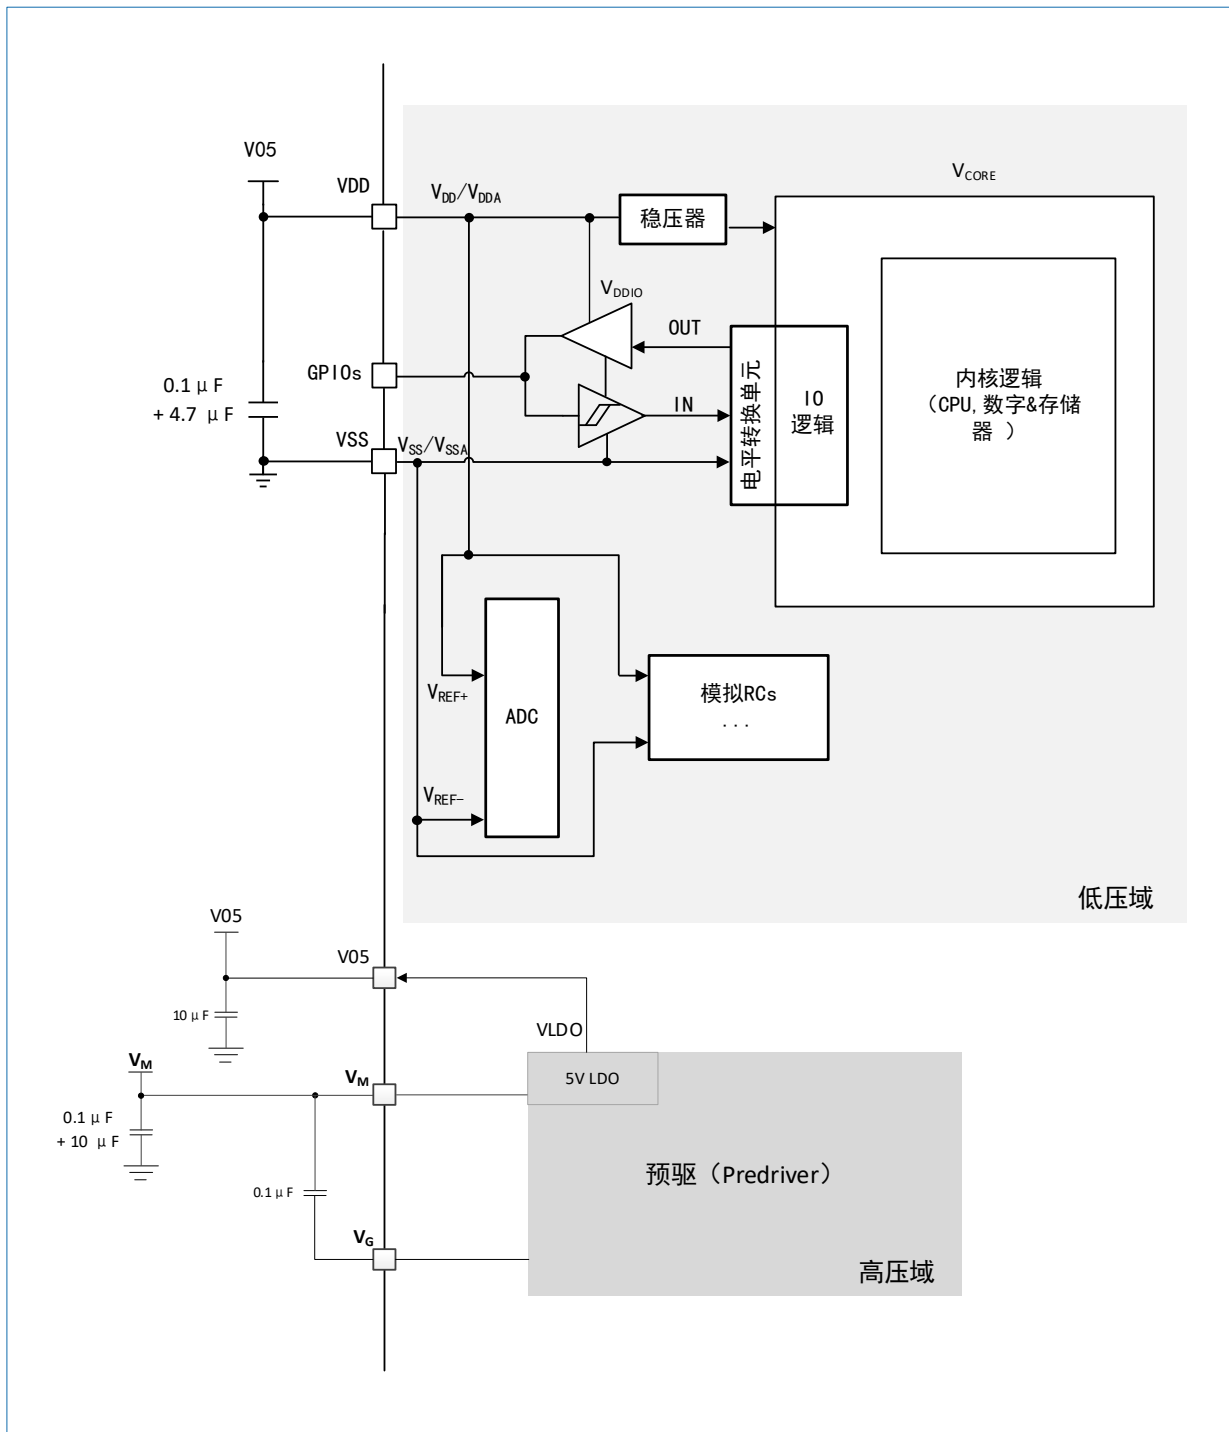 V05
VDD
VDD/VDDA
稳压器
VCORE
VDDIO
OUT
GPIOs
0.1 μF
+ 4.7 μF
IN
VSS
VSS/VSSA
电平转换单元
IO
逻辑
内核逻辑
（CPU,数字&存储
器 ）
VREF+
ADC
模拟RCs
...
VREF-
低压域
V05
V05
10 μF
VLDO
VM
VM
5V LDO
0.1 μF
+ 10 μF
预驱（Predriver）
0.1 μF
VG
高压域